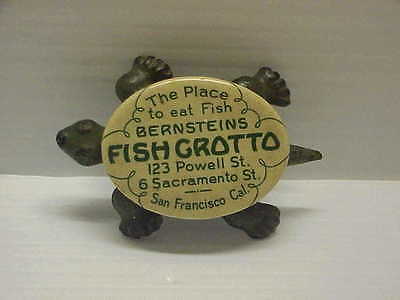 The Place
to eat Fish
BERNSTEINS
FISH GROTTO
123 Powell St.
6 Sacramento St.
San Francisco Cal.